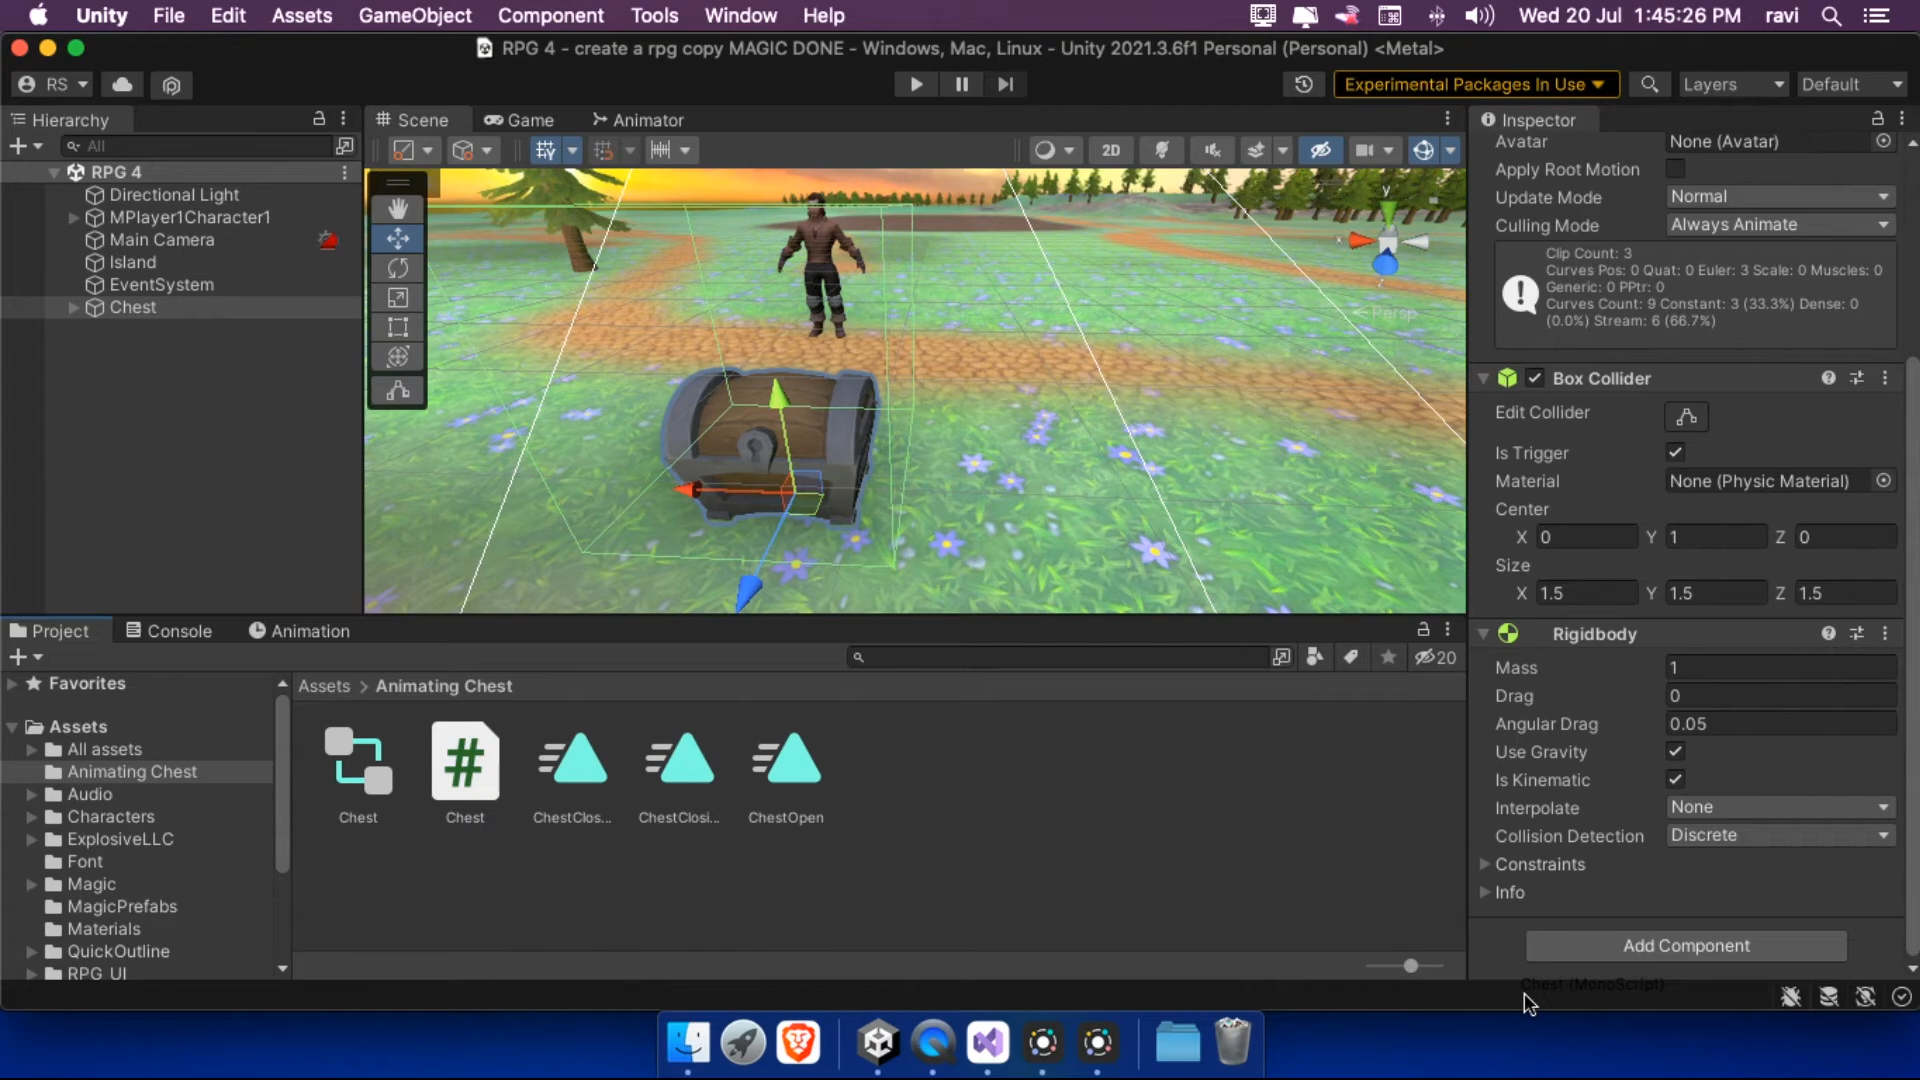 Unity File Edit Assets GameObject Component Tools Window Help Wed 20 Jul 1:45:26 PM ravi
RPG 4 - create a rpg copy MAGIC DONE - Windows, Mac, Linux - Unity 2021.3.6f1 Personal (Personal) <Metal>
RS Experimental Packages In Use Layers Default
Hierarchy
All
RPG 4
Directional Light
MPlayer1Character1
Main Camera
Island
EventSystem
Chest
Scene Game Animator
2D
y
x
Persp
Inspector
Avatar None (Avatar)
Apply Root Motion
Update Mode Normal
Culling Mode Always Animate
Clip Count: 3
Curves Pos: 0 Quat: 0 Euler: 3 Scale: 0 Muscles: 0
Generic: 0 PPtr: 0
Curves Count: 9 Constant: 3 (33.3%) Dense: 0
(0.0%) Stream: 6 (66.7%)
Box Collider
Edit Collider
Is Trigger
Material None (Physic Material)
Center
X 0 Y 1 Z 0
Size
X 1.5 Y 1.5 Z 1.5
Rigidbody
Mass 1
Drag 0
Angular Drag 0.05
Use Gravity
Is Kinematic
Interpolate None
Collision Detection Discrete
Constraints
Info
Add Component
Chest (MonoScript)
Project Console Animation
20
Favorites
Assets
All assets
Animating Chest
Audio
Characters
ExplosiveLLC
Font
Magic
MagicPrefabs
Materials
QuickOutline
RPG UI
Assets > Animating Chest
Chest Chest ChestClos... ChestClosi... ChestOpen